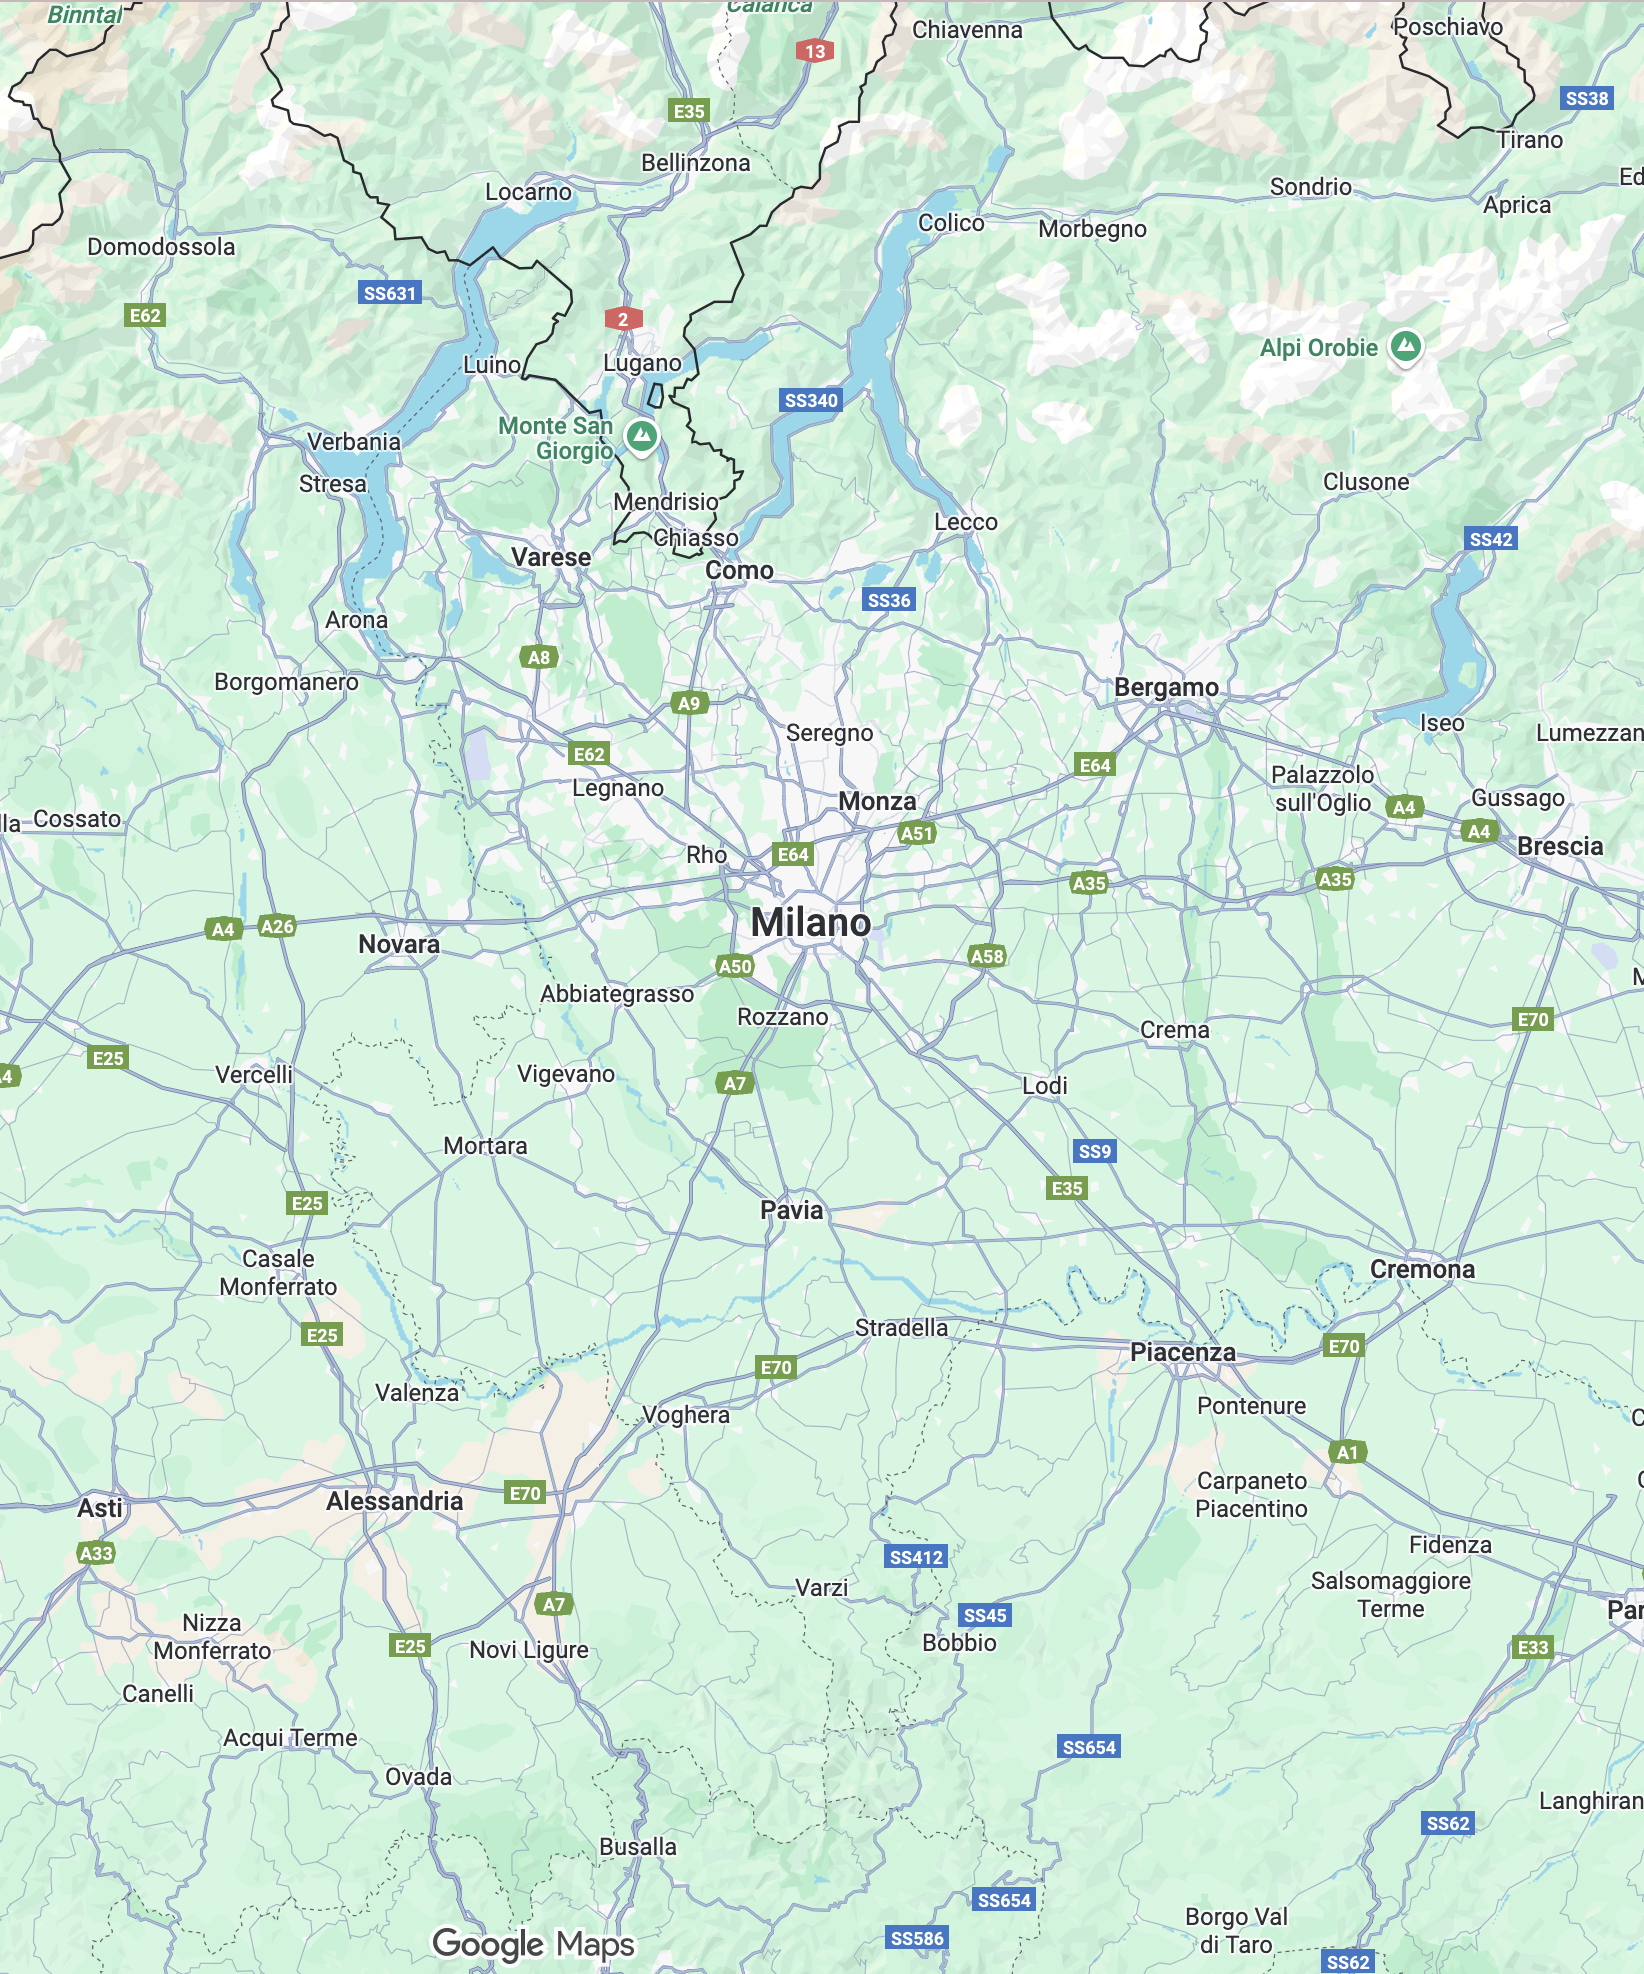 Binntal
Calanca
Chiavenna
Poschiavo
13
SS38
E35
Tirano
Bellinzona
Locarno
Sondrio
Aprica
Colico
Morbegno
Domodossola
SS631
E62
2
Alpi Orobie
Luino
Lugano
SS340
Monte San
Giorgio
Verbania
Stresa
Clusone
Mendrisio
Chiasso
Lecco
SS42
Varese
Como
SS36
Arona
A8
Borgomanero
Bergamo
A9
Iseo
Seregno
Lumezzan
E62
E64
Legnano
Palazzolo
sull'Oglio
Monza
A4
Gussago
lla
Cossato
A51
A4
Rho
E64
Brescia
A35
A35
Milano
A4
A26
Novara
A50
A58
Abbiategrasso
Rozzano
Crema
E70
E25
A4
Vercelli
Vigevano
A7
Lodi
Mortara
SS9
E35
E25
Pavia
Casale
Monferrato
Cremona
E25
Stradella
Piacenza
E70
E70
Valenza
Voghera
Pontenure
A1
Carpaneto
Piacentino
E70
Alessandria
Asti
A33
Fidenza
SS412
Varzi
Salsomaggiore
Terme
A7
SS45
Par
Nizza
Monferrato
E25
Novi Ligure
Bobbio
E33
Canelli
Acqui Terme
SS654
Ovada
Langhiran
SS62
Busalla
SS654
Google Maps
SS586
Borgo Val
di Taro
SS62